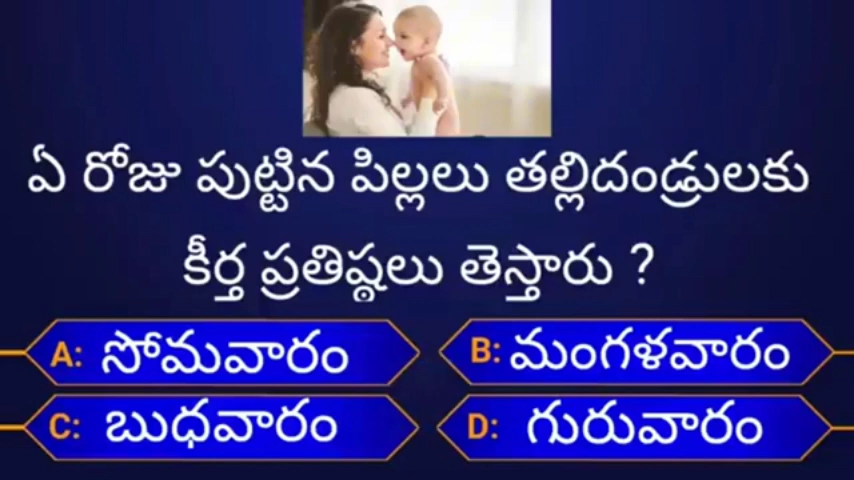 ఏ రోజు పుట్టిన పిల్లలు తల్లిదండ్రులకు
కీర్త ప్రతిష్ఠలు తెస్తారు ?
A: సోమవారం
B: మంగళవారం
C: బుధవారం
D: గురువారం